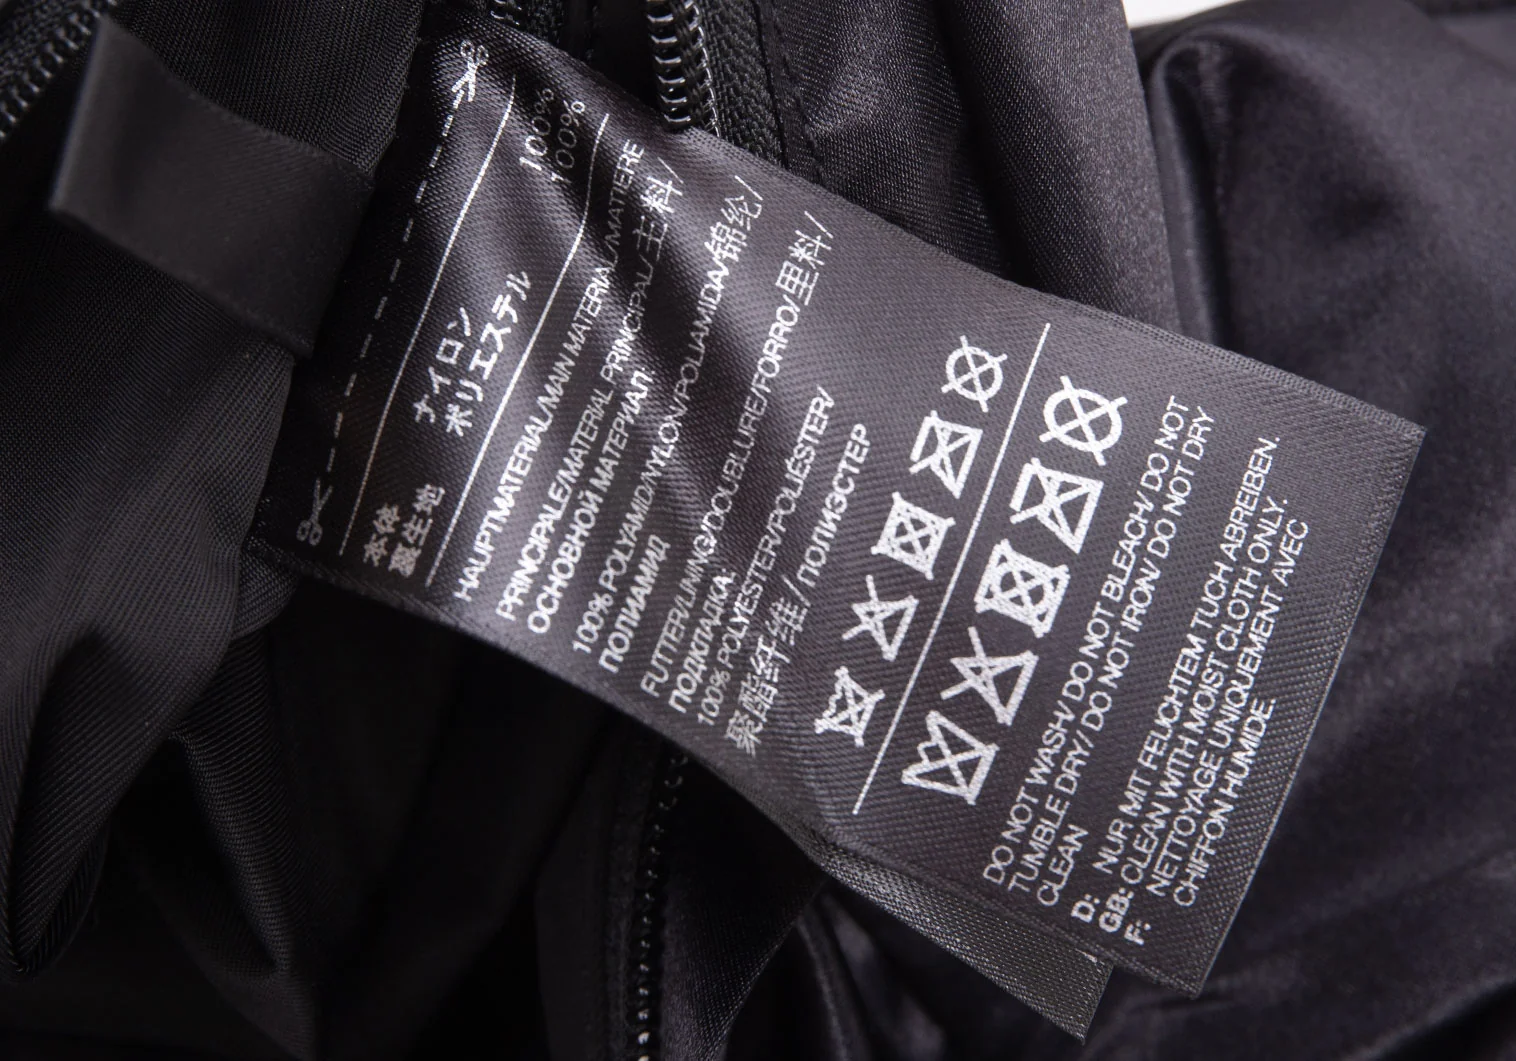 本体 ナイロン 100%
裏生地 ポリエステル 100%
HAUPTMATERIAL/MAIN MATERIAL/MATIERE
PRINCIPALE/MATERIAL PRINCIPAL/主料/
ОСНОВНОЙ МАТЕРИАЛ
100% POLYAMID/NYLON/POLIAMIDA/锦纶/
ПОЛИАМИД
FUTTER/LINING/DOUBLURE/FORRO/里料/
ПОДКЛАДКА:
100% POLYESTER/POLIÉSTER/
聚酯纤维/ПОЛИЭСТЕР
DO NOT WASH/ DO NOT BLEACH/ DO NOT
TUMBLE DRY/ DO NOT IRON/ DO NOT DRY
CLEAN
D: NUR MIT FEUCHTEM TUCH ABREIBEN.
GB: CLEAN WITH MOIST CLOTH ONLY.
F: NETTOYAGE UNIQUEMENT AVEC
CHIFFON HUMIDE.